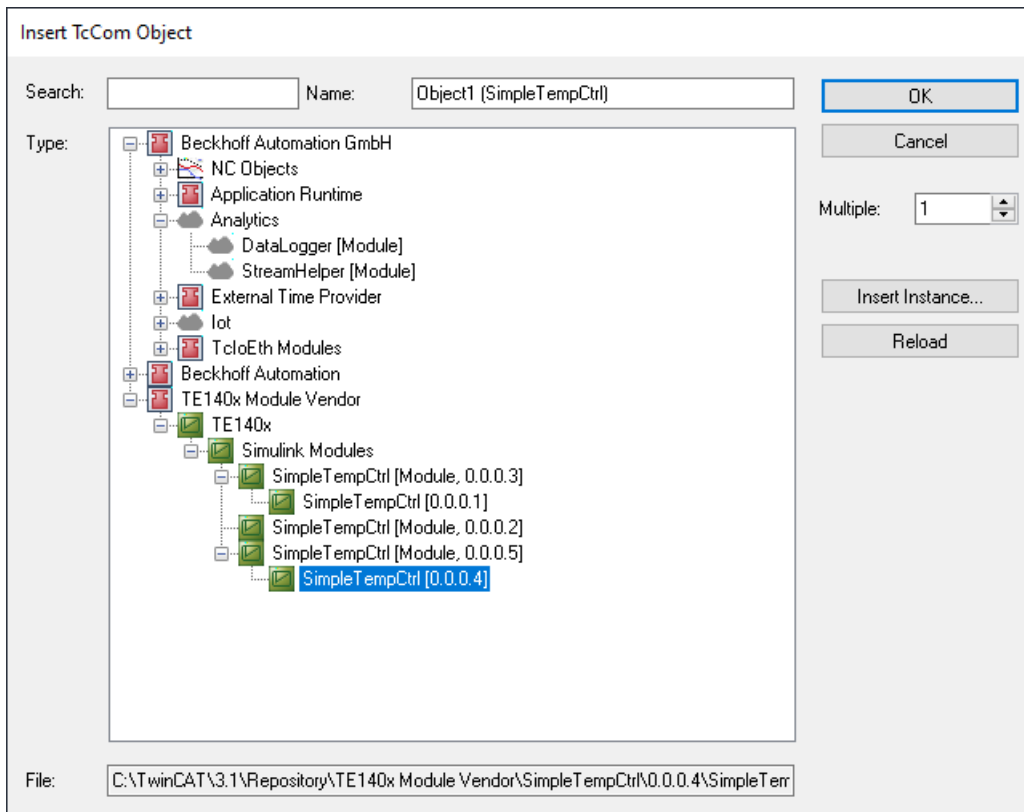 Insert TcCom Object
Search:
Name: Object1 (SimpleTempCtrl)
OK
Type:
Cancel
Multiple: 1
Insert Instance...
Reload
Beckhoff Automation GmbH
NC Objects
Application Runtime
Analytics
DataLogger [Module]
StreamHelper [Module]
External Time Provider
Iot
TcIoEth Modules
Beckhoff Automation
TE140x Module Vendor
TE140x
Simulink Modules
SimpleTempCtrl [Module, 0.0.0.3]
SimpleTempCtrl [0.0.0.1]
SimpleTempCtrl [Module, 0.0.0.2]
SimpleTempCtrl [Module, 0.0.0.5]
SimpleTempCtrl [0.0.0.4]
File: C:\TwinCAT\3.1\Repository\TE140x Module Vendor\SimpleTempCtrl\0.0.0.4\SimpleTem